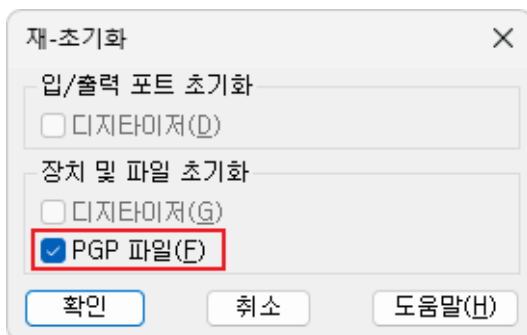 재-초기화
입/출력 포트 초기화
디지타이저(D)
장치 및 파일 초기화
디지타이저(G)
PGP 파일(F)
확인 취소 도움말(H)